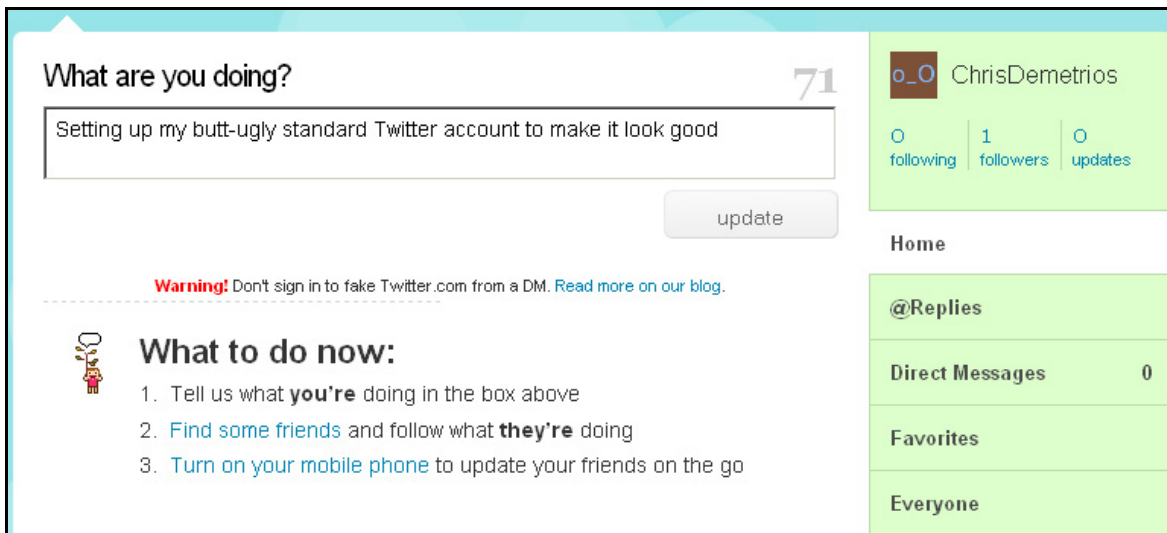 What are you doing?
71
Setting up my butt-ugly standard Twitter account to make it look good
update
Warning! Don't sign in to fake Twitter.com from a DM. Read more on our blog.
What to do now:
1. Tell us what you're doing in the box above
2. Find some friends and follow what they're doing
3. Turn on your mobile phone to update your friends on the go
o_O ChrisDemetrios
0 1 0
following followers updates
Home
@Replies
Direct Messages 0
Favorites
Everyone